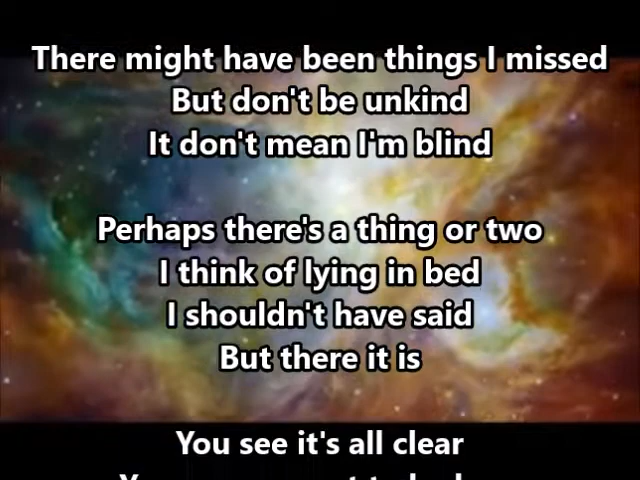 There might have been things I missed
But don't be unkind
It don't mean I'm blind
Perhaps there's a thing or two
I think of lying in bed
I shouldn't have said
But there it is
You see it's all clear